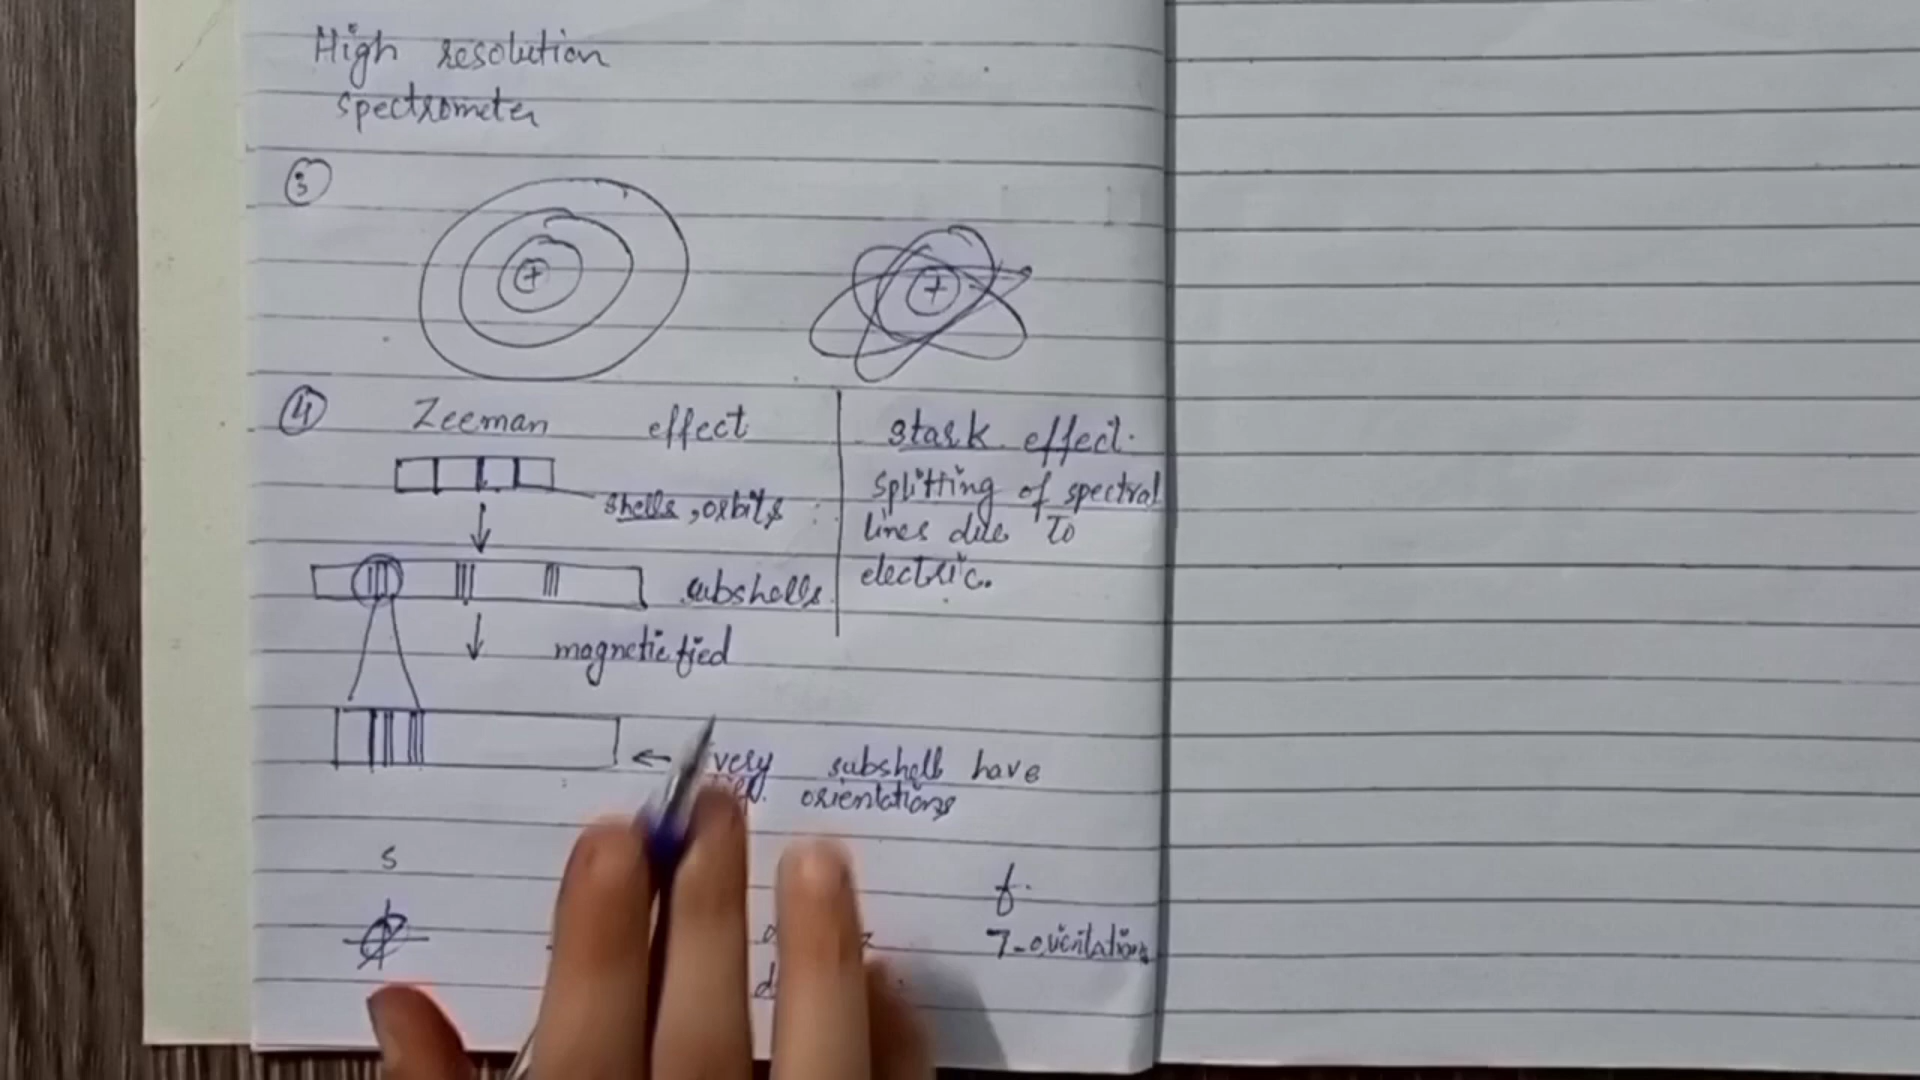 High resolution
spectrometer
③
+
+
④ Zeeman effect
shells, orbits
subshells
magnetic fied
← every subshell have
orientations
stark effect.
splitting of spectral
lines due to
electric.
s
f.
7-orientations